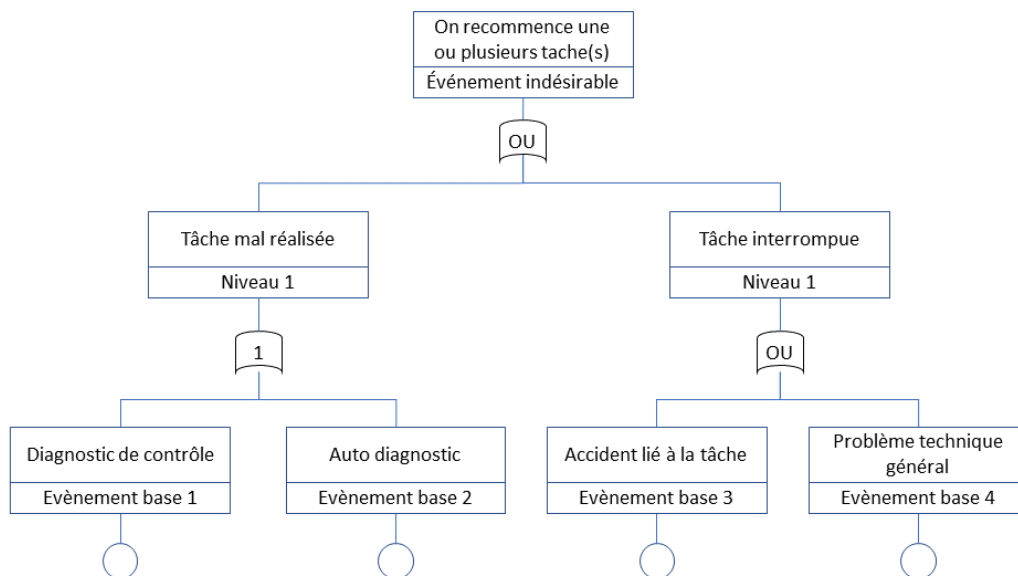 On recommence une
ou plusieurs tache(s)
Événement indésirable
OU
Tâche mal réalisée
Niveau 1
Tâche interrompue
Niveau 1
1
OU
Diagnostic de contrôle
Evènement base 1
Auto diagnostic
Evènement base 2
Accident lié à la tâche
Evènement base 3
Problème technique
général
Evènement base 4